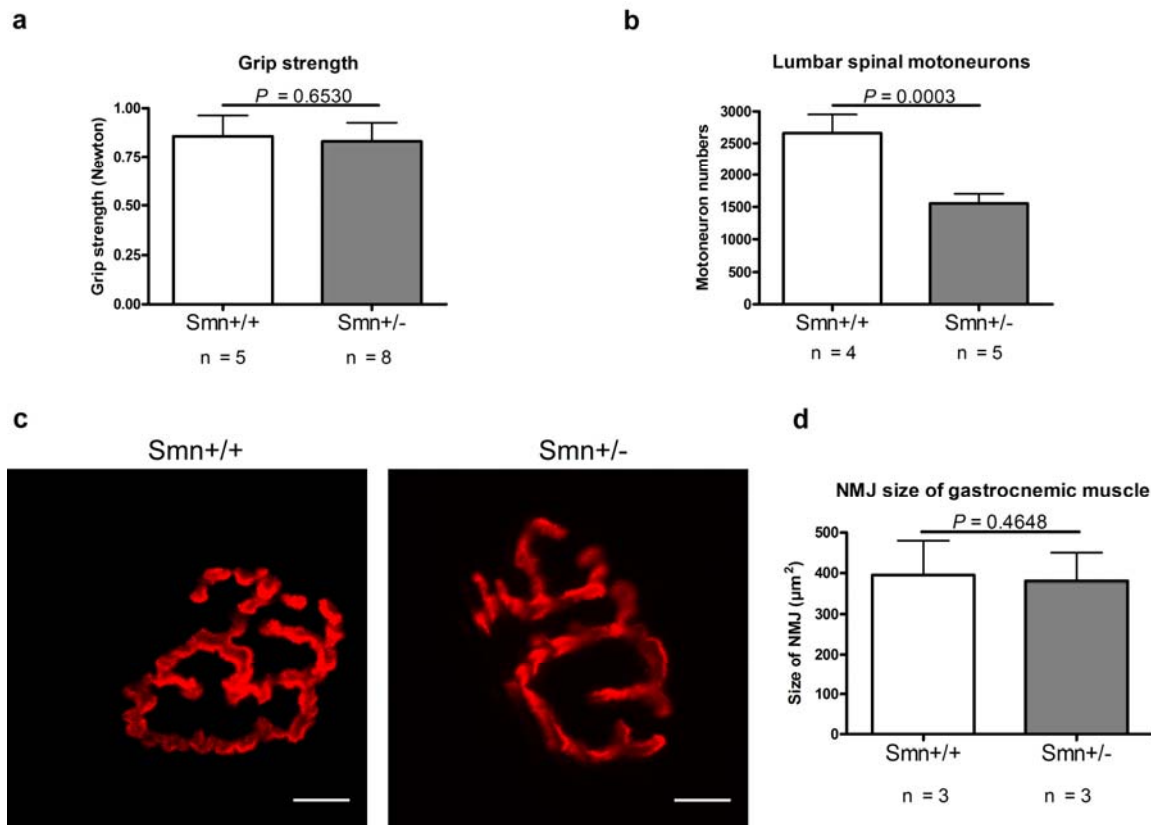 a
Grip strength
P = 0.6530
1.00
0.75
0.50
0.25
0.00
Grip strength (Newton)
Smn+/+ Smn+/-
n = 5 n = 8
b
Lumbar spinal motoneurons
P = 0.0003
3000
2500
2000
1500
1000
500
0
Motoneuron numbers
Smn+/+ Smn+/-
n = 4 n = 5
c
Smn+/+ Smn+/-
d
NMJ size of gastrocnemic muscle
P = 0.4648
500
400
300
200
100
0
Size of NMJ (µm²)
Smn+/+ Smn+/-
n = 3 n = 3